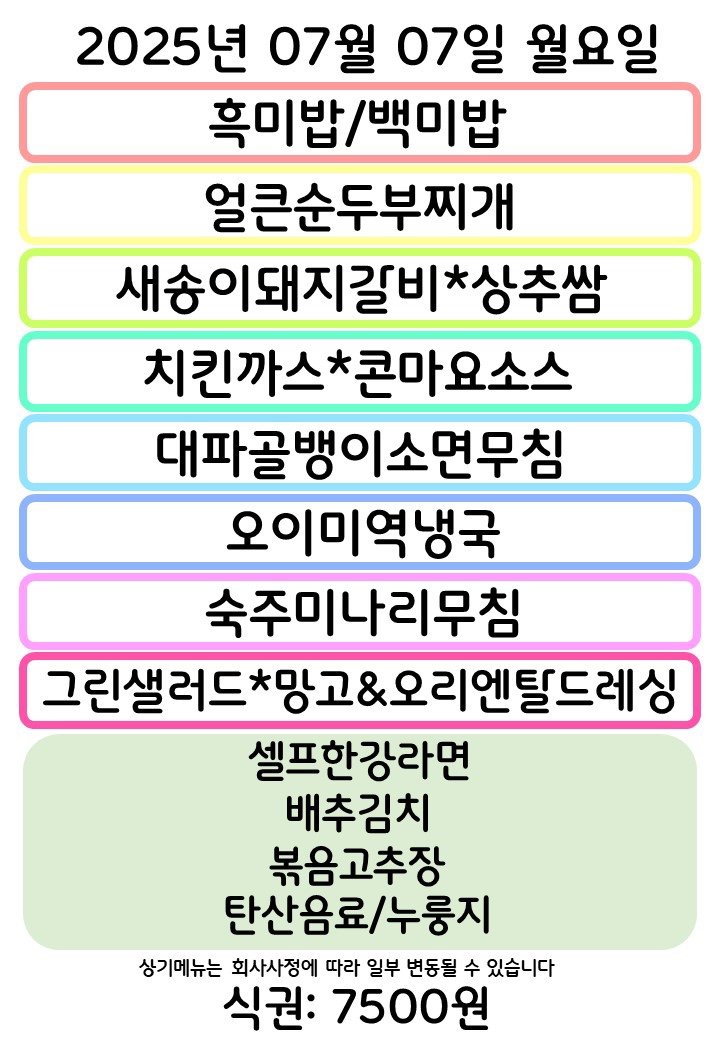 2025년 07월 07일 월요일
흑미밥/백미밥
얼큰순두부찌개
새송이돼지갈비*상추쌈
치킨까스*콘마요소스
대파골뱅이소면무침
오이미역냉국
숙주미나리무침
그린샐러드*망고&오리엔탈드레싱
셀프한강라면
배추김치
볶음고추장
탄산음료/누룽지
상기메뉴는 회사사정에 따라 일부 변동될 수 있습니다
식권: 7500원